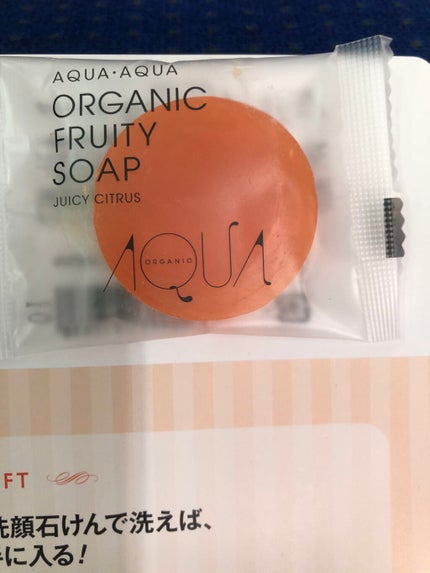 AQUA·AQUA
ORGANIC
FRUITY
SOAP
JUICY CITRUS
AQUA
ORGANIC
FT
洗顔石けんで洗えば、
に入る!